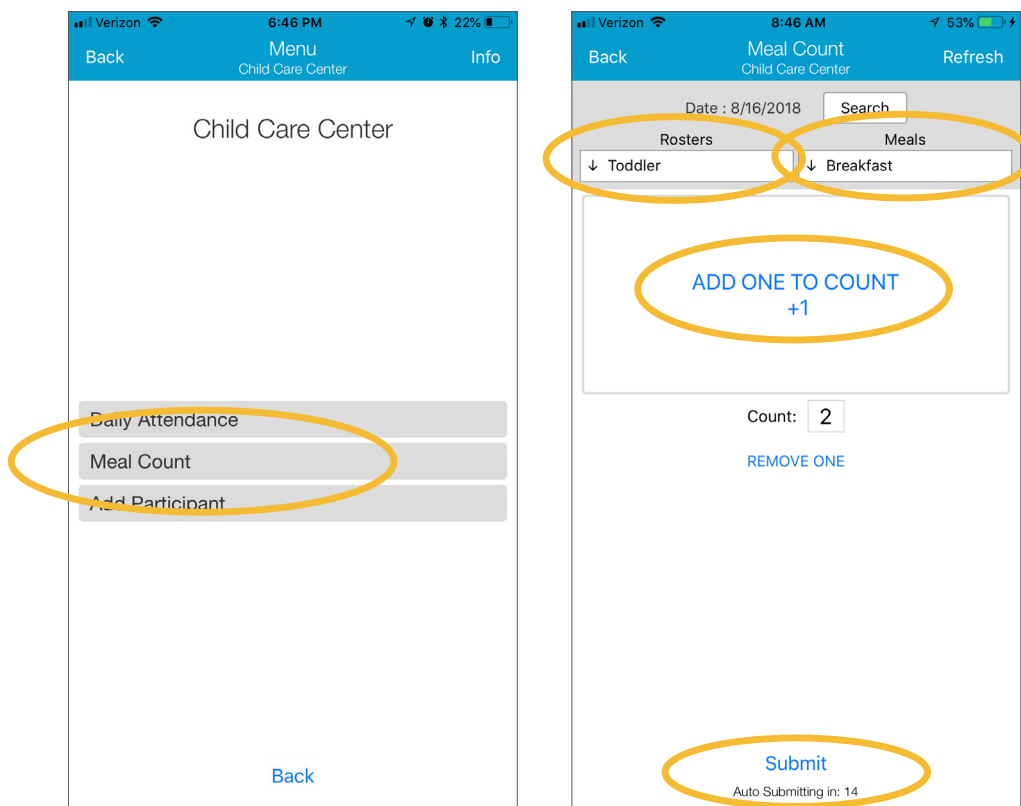 Verizon 6:46 PM 22%
Back Menu Info
Child Care Center
Child Care Center
Daily Attendance
Meal Count
Add Participant
Back
Verizon 8:46 AM 53%
Back Meal Count Refresh
Child Care Center
Date : 8/16/2018 Search
Rosters Meals
↓ Toddler ↓ Breakfast
ADD ONE TO COUNT
+1
Count: 2
REMOVE ONE
Submit
Auto Submitting in: 14